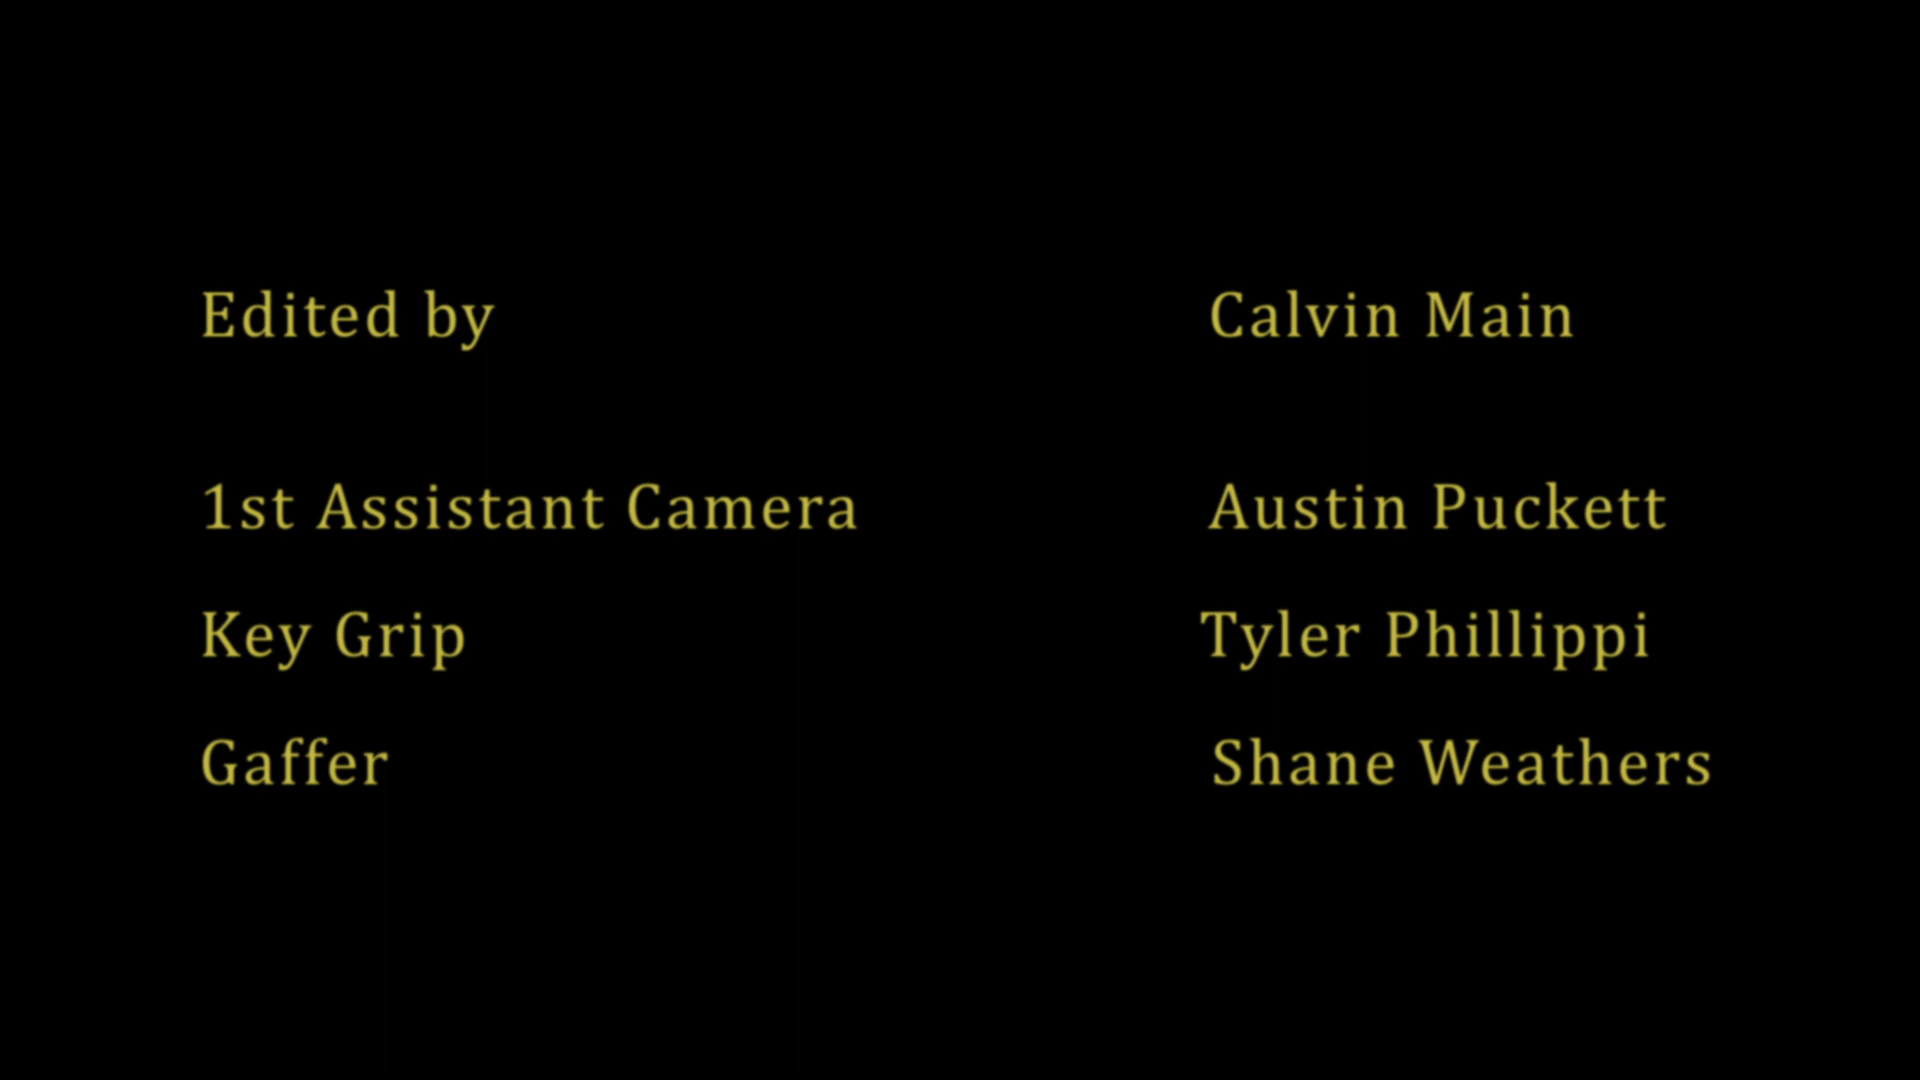 Edited by Calvin Main
1st Assistant Camera Austin Puckett
Key Grip Tyler Phillippi
Gaffer Shane Weathers